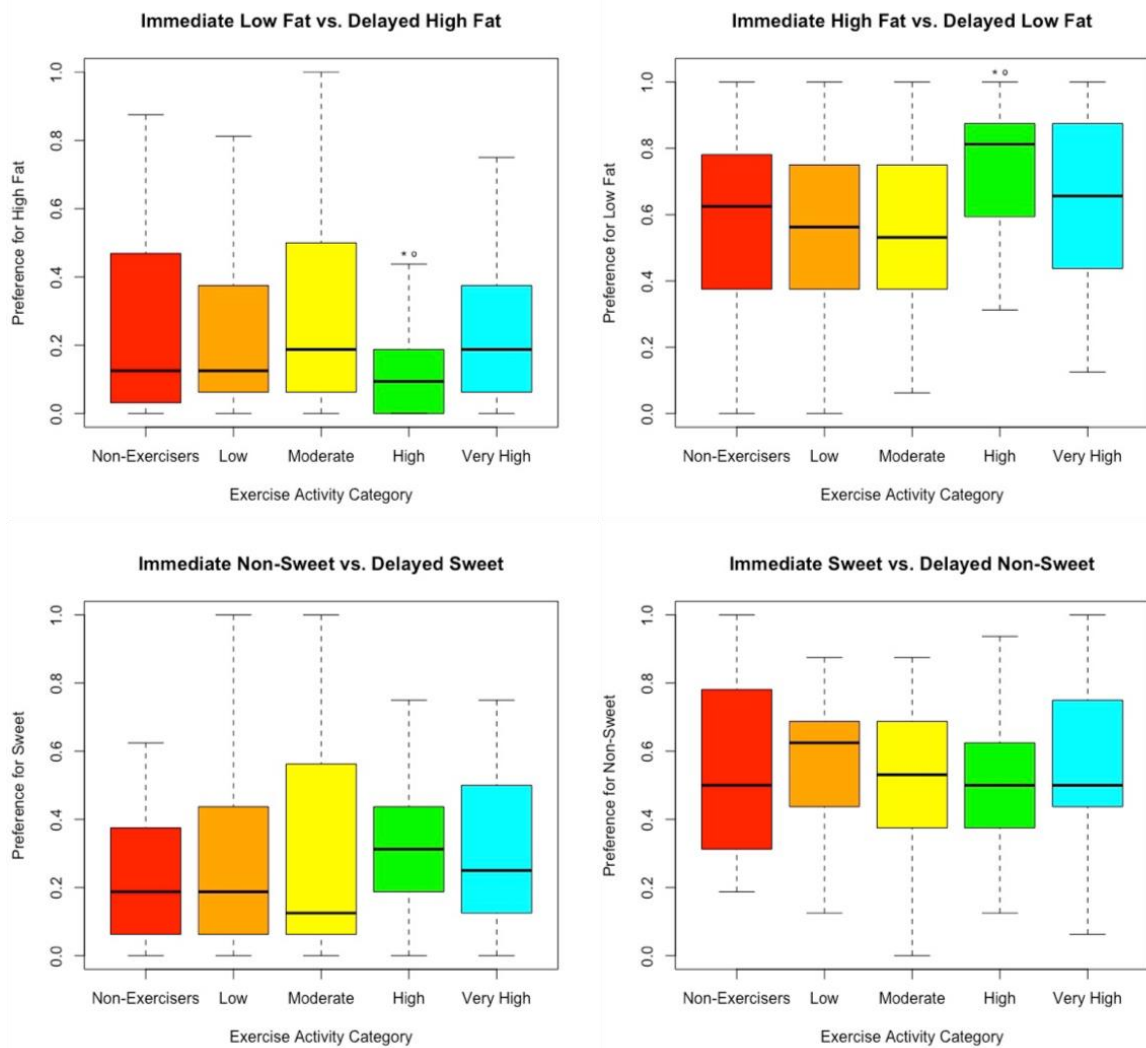 Immediate Low Fat vs. Delayed High Fat
Preference for High Fat
1.0
0.8
0.6
0.4
0.2
0.0
* o
Non-Exercisers Low Moderate High Very High
Exercise Activity Category
Immediate High Fat vs. Delayed Low Fat
Preference for Low Fat
1.0
0.8
0.6
0.4
0.2
0.0
* o
Non-Exercisers Low Moderate High Very High
Exercise Activity Category
Immediate Non-Sweet vs. Delayed Sweet
Preference for Sweet
1.0
0.8
0.6
0.4
0.2
0.0
Non-Exercisers Low Moderate High Very High
Exercise Activity Category
Immediate Sweet vs. Delayed Non-Sweet
Preference for Non-Sweet
1.0
0.8
0.6
0.4
0.2
0.0
Non-Exercisers Low Moderate High Very High
Exercise Activity Category